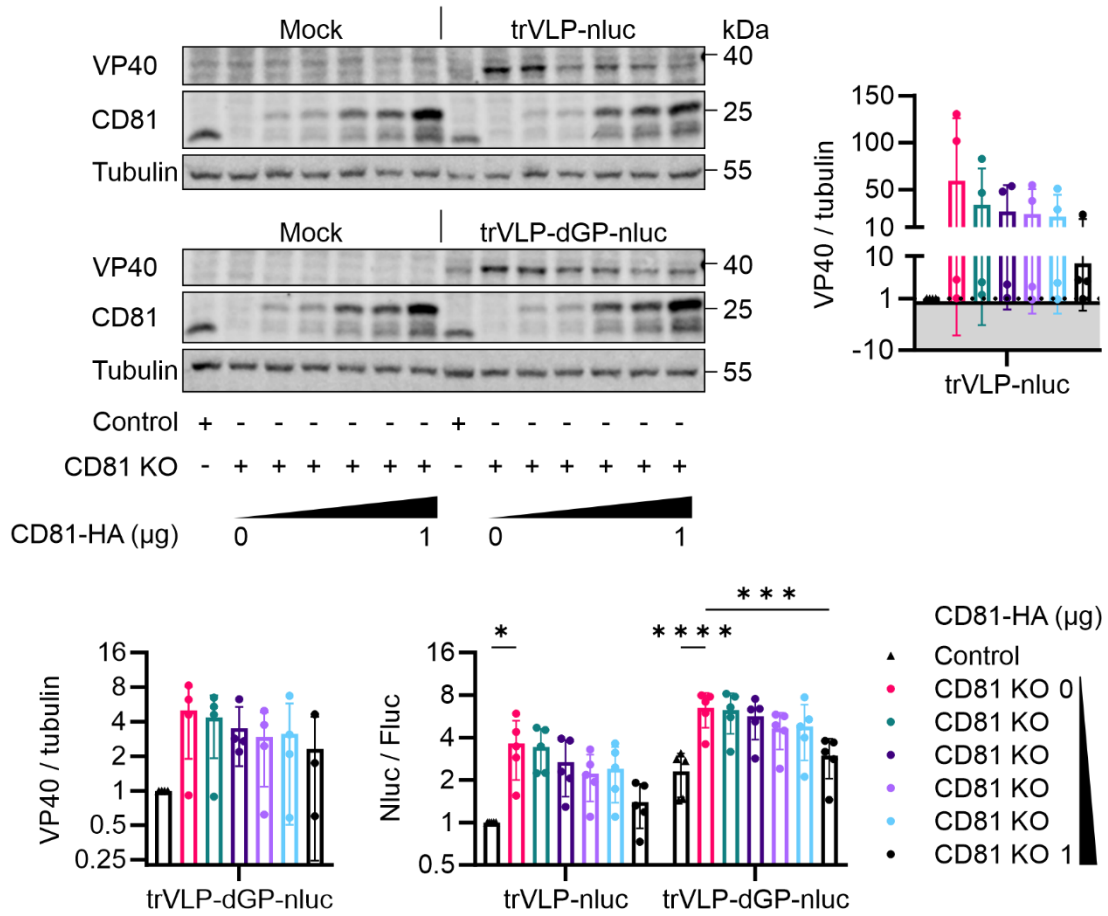 Mock trVLP-nluc kDa
VP40 40
CD81 25
Tubulin 55
Mock trVLP-dGP-nluc
VP40 40
CD81 25
Tubulin 55
Control + - - - - - - + - - - - - -
CD81 KO - + + + + + + - + + + + + +
CD81-HA (µg) 0 1 0 1
150
100
50
10
10
1
-10
VP40 / tubulin
trVLP-nluc
16
8
4
2
1
0.5
0.25
VP40 / tubulin
trVLP-dGP-nluc
16
8
4
2
1
0.5
Nluc / Fluc
*
* * * *
* * *
trVLP-nluc trVLP-dGP-nluc
CD81-HA (µg)
Control
CD81 KO 0
CD81 KO
CD81 KO
CD81 KO
CD81 KO
CD81 KO 1